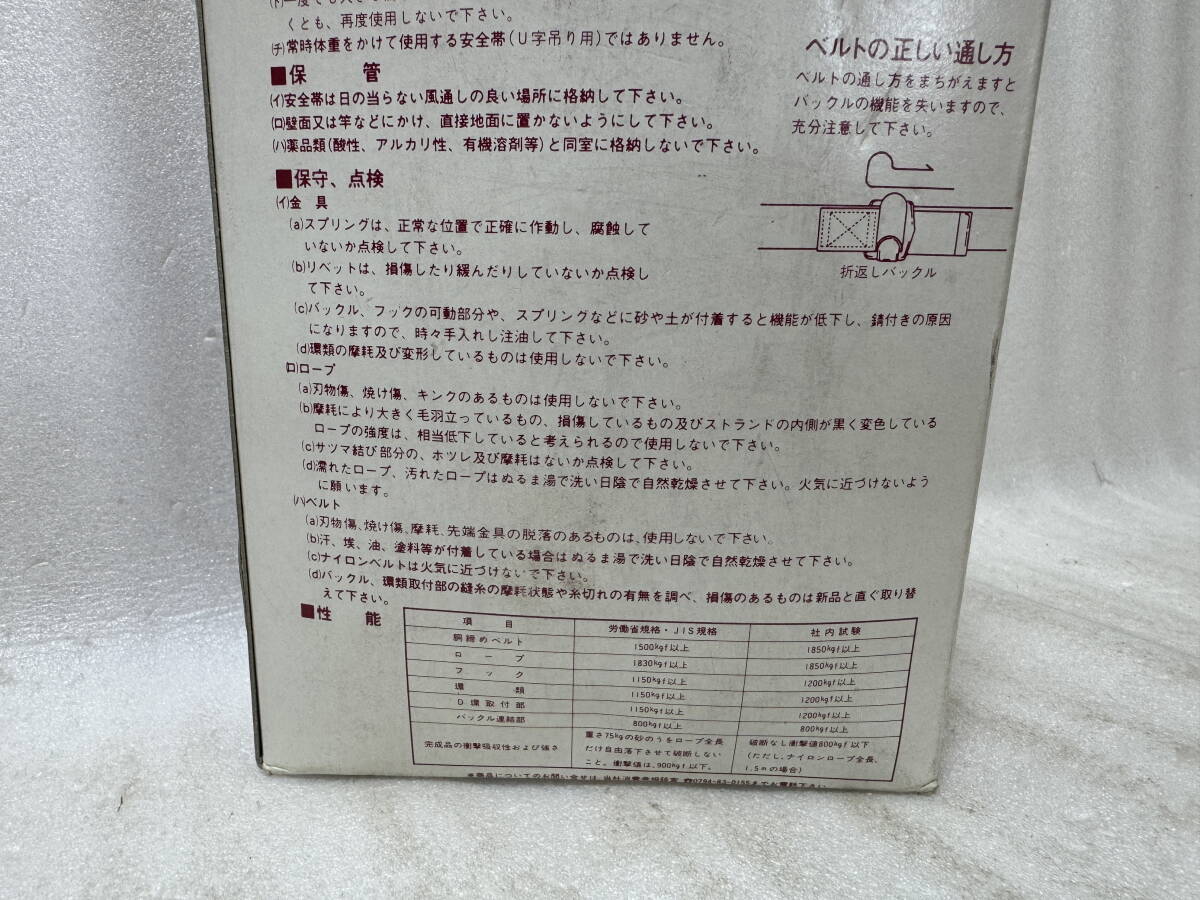 くとも、再度使用しないで下さい。
(チ)常時体重をかけて使用する安全帯(U字吊り用)ではありません。
■保 管
(イ)安全帯は日の当らない風通しの良い場所に格納して下さい。
(ロ)壁面又は竿などにかけ、直接地面に置かないようにして下さい。
(ハ)薬品類(酸性、アルカリ性、有機溶剤等)と同室に格納しないで下さい。
ベルトの正しい通し方
ベルトの通し方をまちがえますと
バックルの機能を失いますので、
充分注意して下さい。
折返しバックル
■保守、点検
(イ)金 具
(a)スプリングは、正常な位置で正確に作動し、腐蝕して
いないか点検して下さい。
(b)リベットは、損傷したり緩んだりしていないか点検し
て下さい。
(c)バックル、フックの可動部分や、スプリングなどに砂や土が付着すると機能が低下し、錆付きの原因
になりますので、時々手入れし注油して下さい。
(d)環類の摩耗及び変形しているものは使用しないで下さい。
(ロ)ロープ
(a)刃物傷、焼け傷、キンクのあるものは使用しないで下さい。
(b)摩耗により大きく毛羽立っているもの、損傷しているもの及びストランドの内側が黒く変色している
ロープの強度は、相当低下していると考えられるので使用しないで下さい。
(c)サツマ結び部分の、ホツレ及び摩耗はないか点検して下さい。
(d)濡れたロープ、汚れたロープはぬるま湯で洗い日陰で自然乾燥させて下さい。火気に近づけないよう
に願います。
(ハ)ベルト
(a)刃物傷、焼け傷、摩耗、先端金具の脱落のあるものは、使用しないで下さい。
(b)汗、埃、油、塗料等が付着している場合はぬるま湯で洗い日陰で自然乾燥させて下さい。
(c)ナイロンベルトは火気に近づけないで下さい。
(d)バックル、環類取付部の縫糸の摩耗状態や糸切れの有無を調べ、損傷のあるものは新品と直ぐ取り替
えて下さい。
■性 能
項 目 労働省規格・JIS規格 社内試験
胴締めベルト 1500kgf以上 1850kgf以上
ロープ 1830kgf以上 1850kgf以上
フック 1150kgf以上 1200kgf以上
環 類 1150kgf以上 1200kgf以上
D環取付部 1150kgf以上 1200kgf以上
バックル連結部 800kgf以上 800kgf以上
完成品の衝撃吸収性および強さ
重さ75kgの砂のうをロープ全長
だけ自由落下させて破断しない
こと。衝撃値は、900kgf以下。
破断なし衝撃値800kgf以下
(ただし、ナイロンロープ全長、
1.5mの場合)